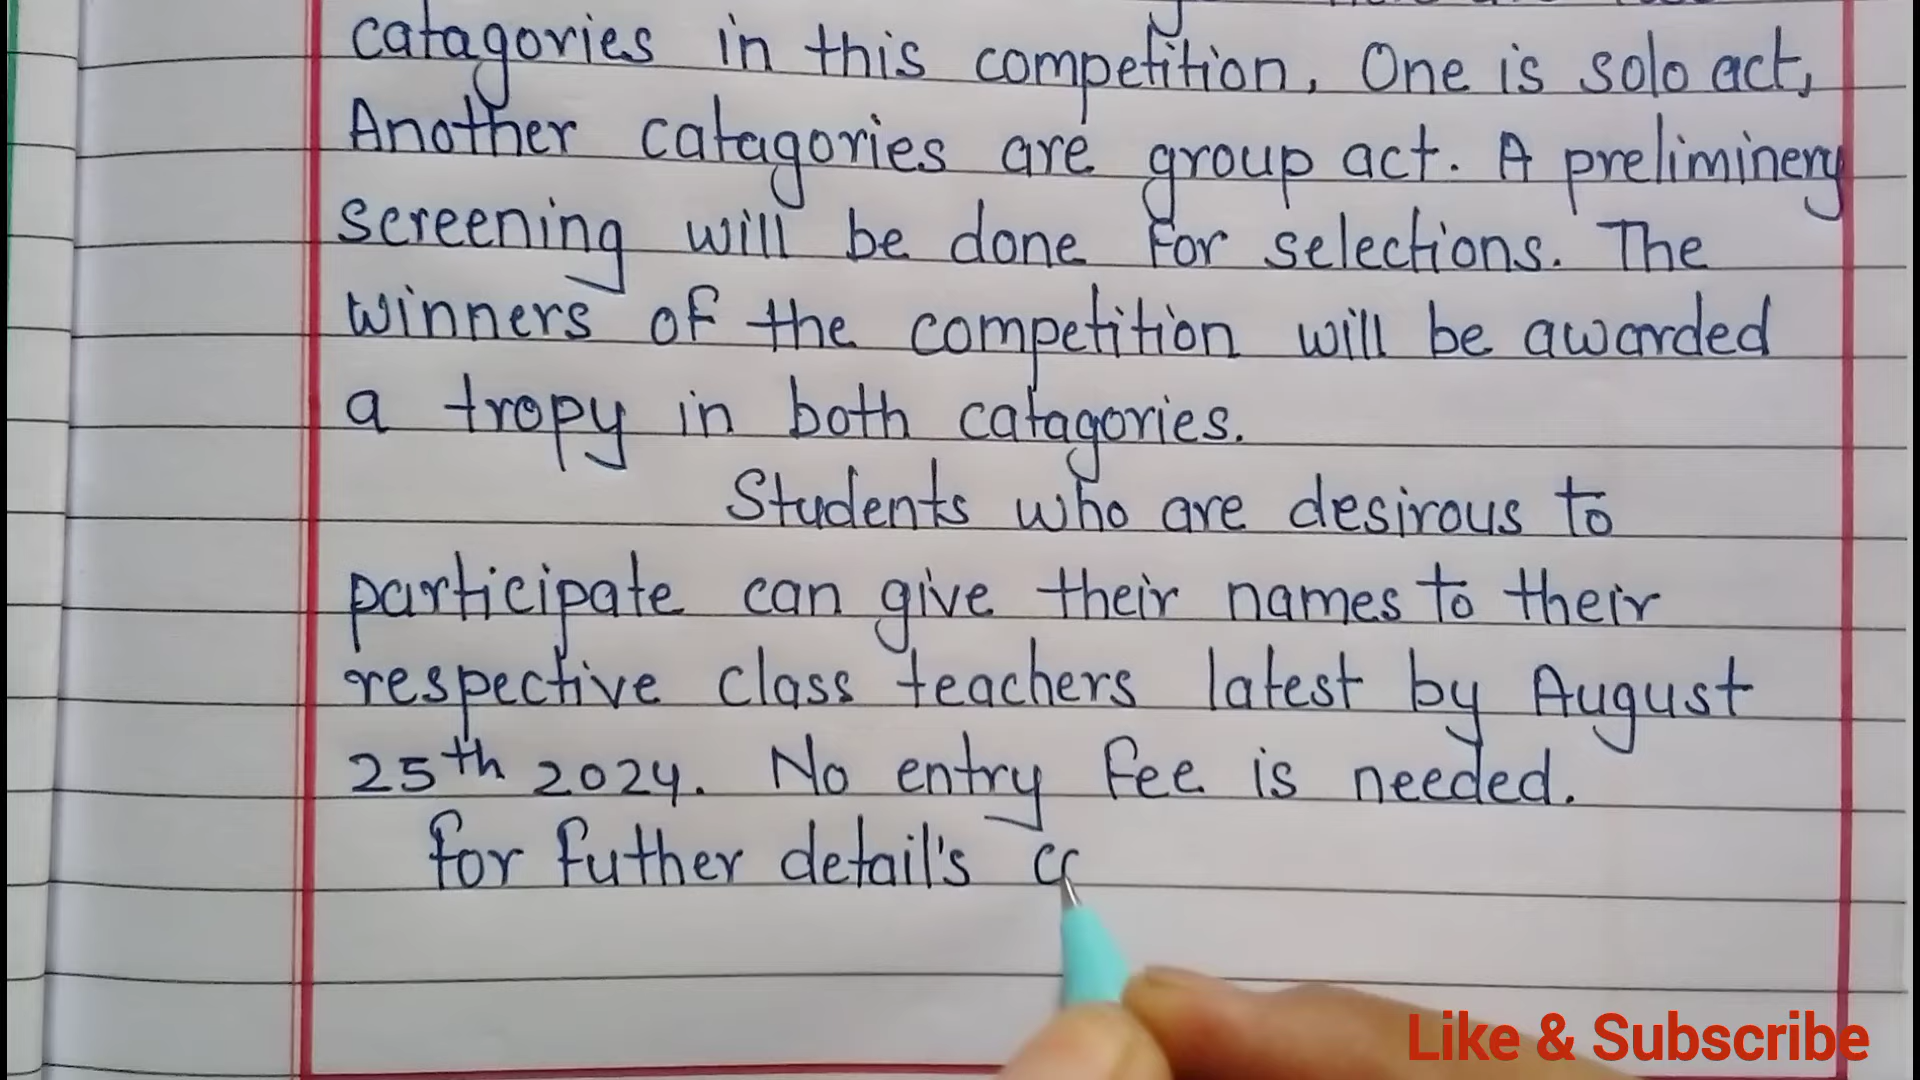 catagories in this competition. One is solo act,
Another catagories are group act. A preliminery
screening will be done for selections. The
winners of the competition will be awarded
a tropy in both catagories.
Students who are desirous to
participate can give their names to their
respective class teachers latest by August
25th 2024. No entry fee is needed.
for futher detail's
Like & Subscribe